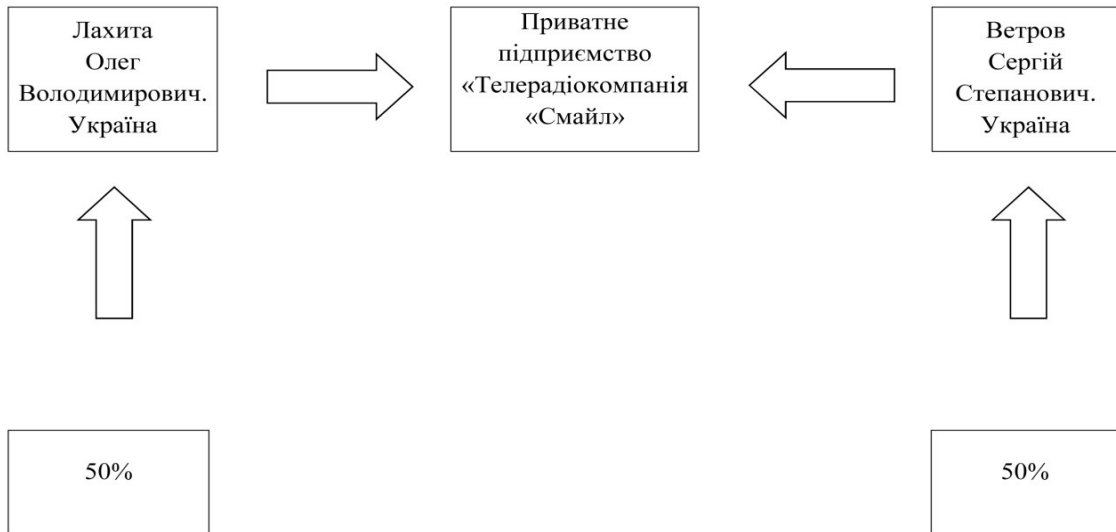 Лахита
Олег
Володимирович.
Україна
Приватне
підприємство
«Телерадіокомпанія
«Смайл»
Ветров
Сергій
Степанович.
Україна
50%
50%